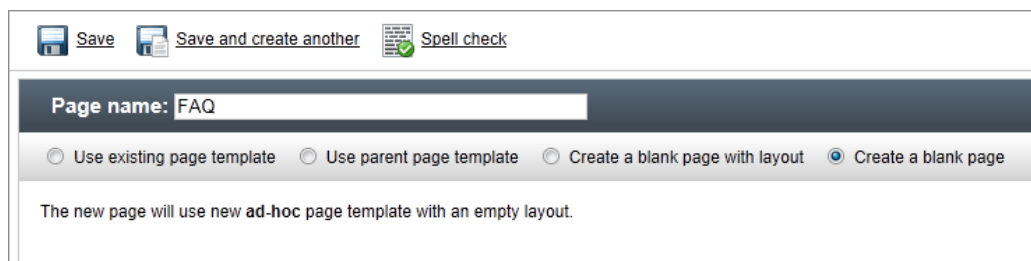 Save Save and create another Spell check
Page name: FAQ
Use existing page template Use parent page template Create a blank page with layout Create a blank page
The new page will use new ad-hoc page template with an empty layout.